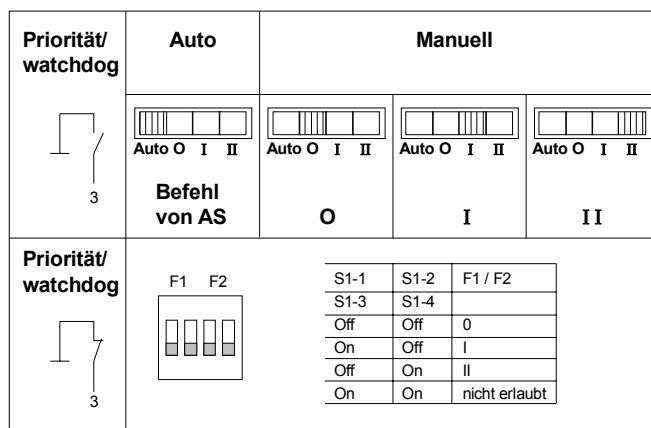 Priorität/
watchdog
Auto
Manuell
3
Auto O I II
Auto O I II
Auto O I II
Auto O I II
Befehl
von AS
O
I
II
Priorität/
watchdog
3
F1 F2
S1-1 S1-2 F1 / F2
S1-3 S1-4
Off Off 0
On Off I
Off On II
On On nicht erlaubt